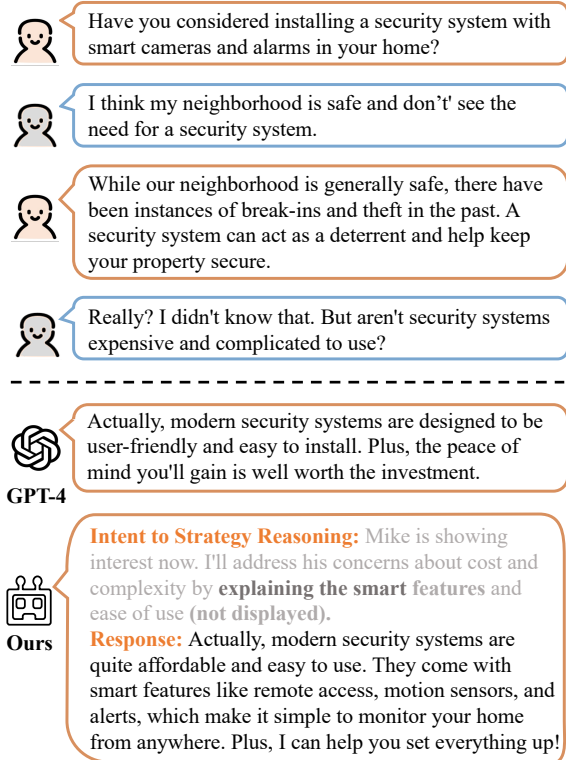 Have you considered installing a security system with
smart cameras and alarms in your home?
I think my neighborhood is safe and don’t' see the
need for a security system.
While our neighborhood is generally safe, there have
been instances of break-ins and theft in the past. A
security system can act as a deterrent and help keep
your property secure.
Really? I didn't know that. But aren't security systems
expensive and complicated to use?
Actually, modern security systems are designed to be
user-friendly and easy to install. Plus, the peace of
mind you'll gain is well worth the investment.
GPT-4
Intent to Strategy Reasoning: Mike is showing
interest now. I'll address his concerns about cost and
complexity by explaining the smart features and
ease of use (not displayed).
Ours
Response: Actually, modern security systems are
quite affordable and easy to use. They come with
smart features like remote access, motion sensors, and
alerts, which make it simple to monitor your home
from anywhere. Plus, I can help you set everything up!